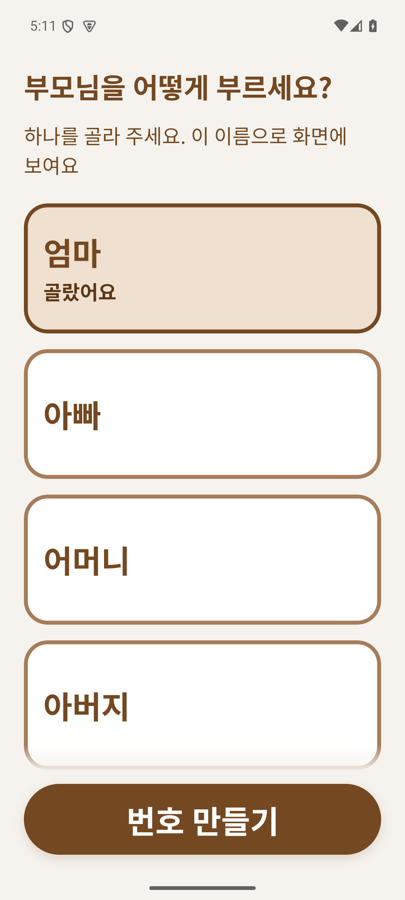 5:11
부모님을 어떻게 부르세요?
하나를 골라 주세요. 이 이름으로 화면에
보여요
엄마
골랐어요
아빠
어머니
아버지
번호 만들기